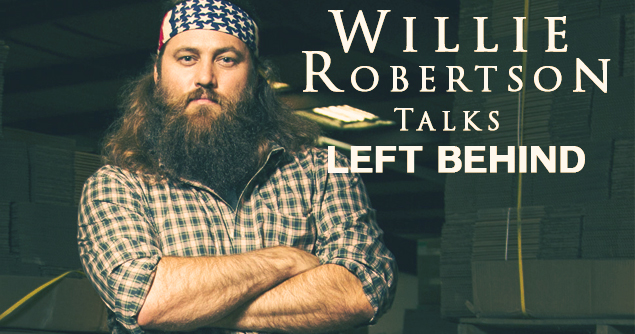 WILLIE
ROBERTSON
TALKS
LEFT BEHIND